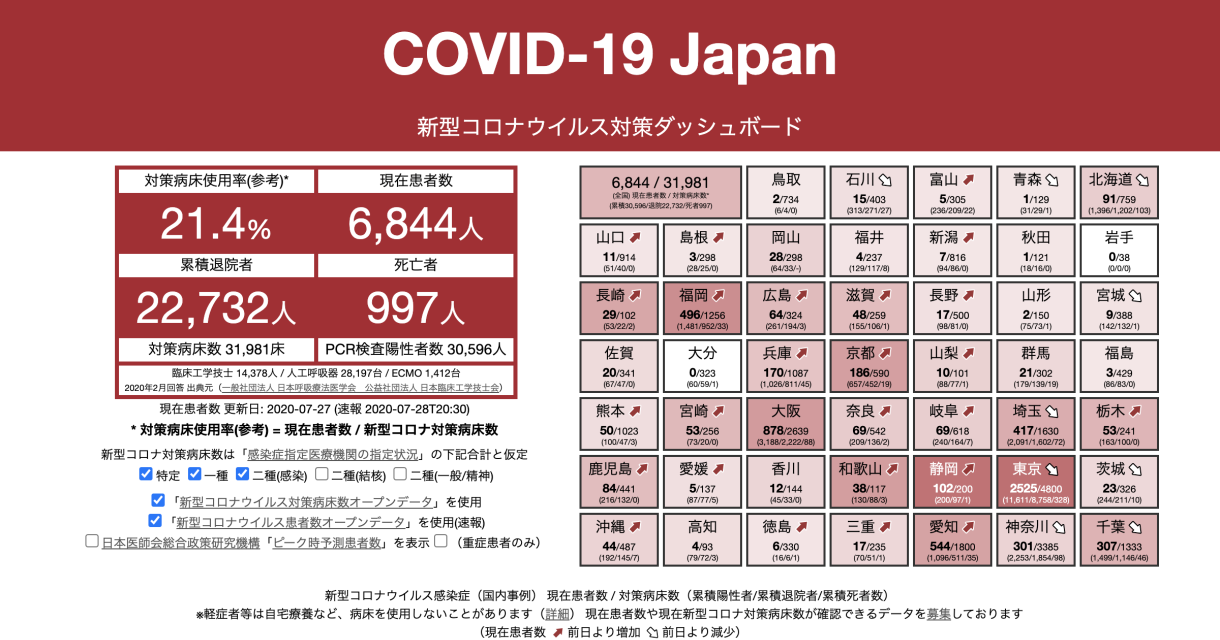 COVID-19 Japan
新型コロナウイルス対策ダッシュボード
対策病床使用率(参考)* 現在患者数
21.4% 6,844人
累積退院者 死亡者
22,732人 997人
対策病床数 31,981床 PCR検査陽性者数 30,596人
臨床工学技士 14,378人 / 人工呼吸器 28,197台 / ECMO 1,412台
2020年2月回答 出典元（一般社団法人 日本呼吸療法医学会　公益社団法人 日本臨床工学技士会）
現在患者数 更新日: 2020-07-27 (速報 2020-07-28T20:30)
* 対策病床使用率(参考) = 現在患者数 / 新型コロナ対策病床数
新型コロナウイルス対策病床数は「感染症指定医療機関の指定状況」の下記合計と仮定
特定 一種 二種(感染) 二種(結核) 二種(一般/精神)
「新型コロナウイルス対策病床数オープンデータ」を使用
「新型コロナウイルス患者数オープンデータ」を使用(速報)
日本医師会総合政策研究機構「ピーク時予測患者数」を表示 （重症患者のみ）
6,844 / 31,981
(全国) 現在患者数 / 対策病床数*
(累積30,596/退院22,732/死者997)
鳥取
2/734
(6/4/0)
石川
15/403
(313/271/27)
富山
5/305
(236/209/22)
青森
1/129
(31/29/1)
北海道
91/759
(1,396/1,202/103)
山口
11/914
(51/40/0)
島根
3/298
(28/25/0)
岡山
28/298
(64/33/-)
福井
4/237
(129/117/8)
新潟
7/816
(94/86/0)
秋田
1/121
(18/16/0)
岩手
0/38
(0/0/0)
長崎
29/102
(53/22/2)
福岡
496/1256
(1,481/952/33)
広島
64/324
(261/194/3)
滋賀
48/259
(155/106/1)
長野
17/500
(98/81/0)
山形
2/150
(75/73/1)
宮城
9/388
(142/132/1)
佐賀
20/341
(67/47/0)
大分
0/323
(60/59/1)
兵庫
170/1087
(1,026/811/45)
京都
186/590
(657/452/19)
山梨
10/101
(88/77/1)
群馬
21/302
(179/139/19)
福島
3/429
(86/83/0)
熊本
50/1023
(100/47/3)
宮崎
53/256
(73/20/0)
大阪
878/2639
(3,188/2,222/88)
奈良
69/542
(209/136/2)
岐阜
69/618
(240/164/7)
埼玉
417/1630
(2,091/1,602/72)
栃木
53/241
(163/100/0)
鹿児島
84/441
(216/132/0)
愛媛
5/137
(87/77/5)
香川
12/144
(45/33/0)
和歌山
38/117
(130/88/3)
静岡
102/200
(200/97/1)
東京
2525/4800
(11,611/8,758/328)
茨城
23/326
(244/211/10)
沖縄
44/487
(192/145/7)
高知
4/93
(79/72/3)
徳島
6/330
(16/6/1)
三重
17/235
(70/51/1)
愛知
544/1800
(1,096/511/35)
神奈川
301/3385
(2,253/1,854/98)
千葉
307/1333
(1,499/1,146/46)
新型コロナウイルス感染症（国内事例） 現在患者数 / 対策病床数（累積陽性者/累積退院者/累積死者数）
※軽症者等は自宅療養など、病床を使用しないことがあります（詳細） 現在患者数や現在新型コロナ対策病床数が確認できるデータを募集しております
（現在患者数 前日より増加 前日より減少）